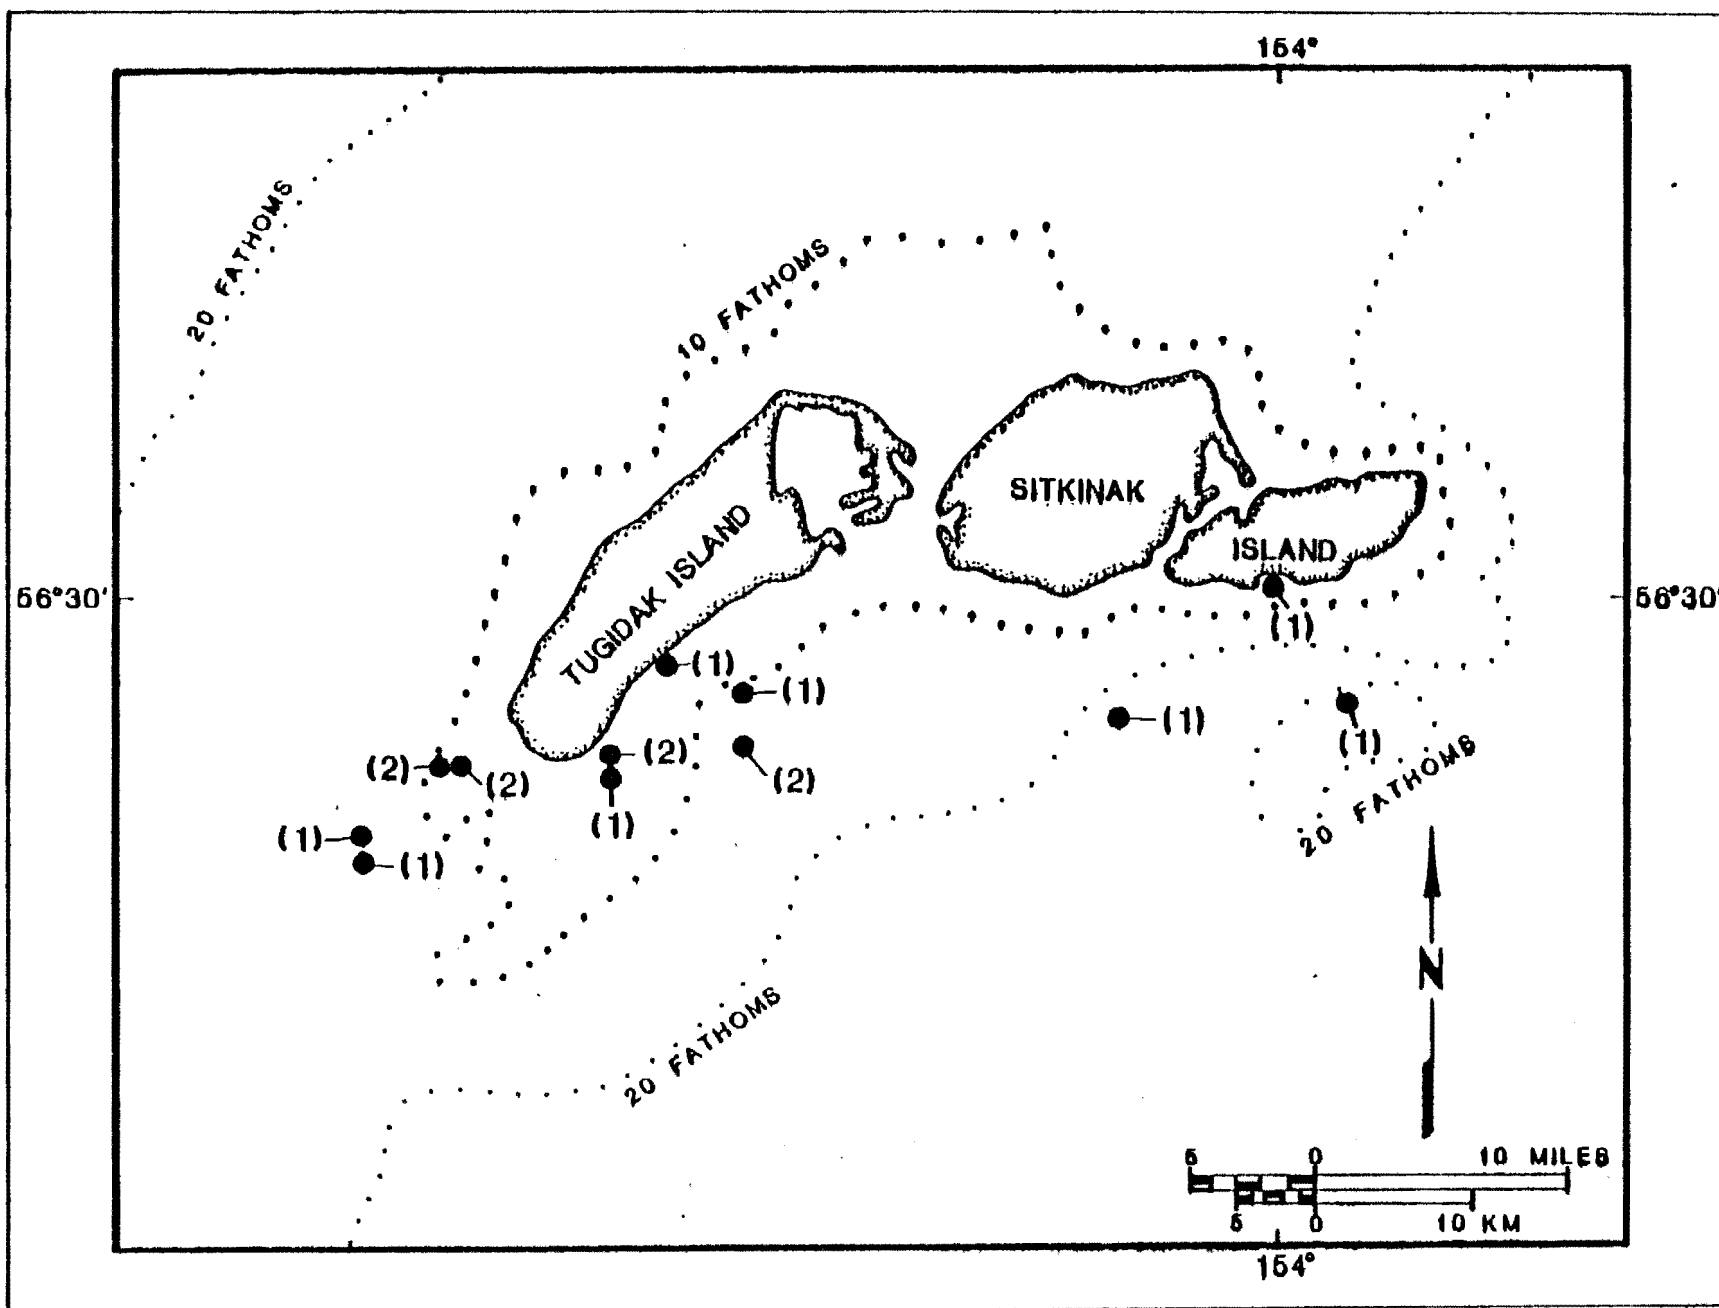 154°
20 FATHOMS
10 FATHOMS
SITKINAK
ISLAND
TUGIDAK ISLAND
56°30'
56°30'
(1)
(1)
(1)
(1)
(1)
(2)
(2)
(2)
(2)
(1)
(1)
(1)
20 FATHOMS
20 FATHOMS
N
5 0 10 MILES
5 0 10 KM
154°